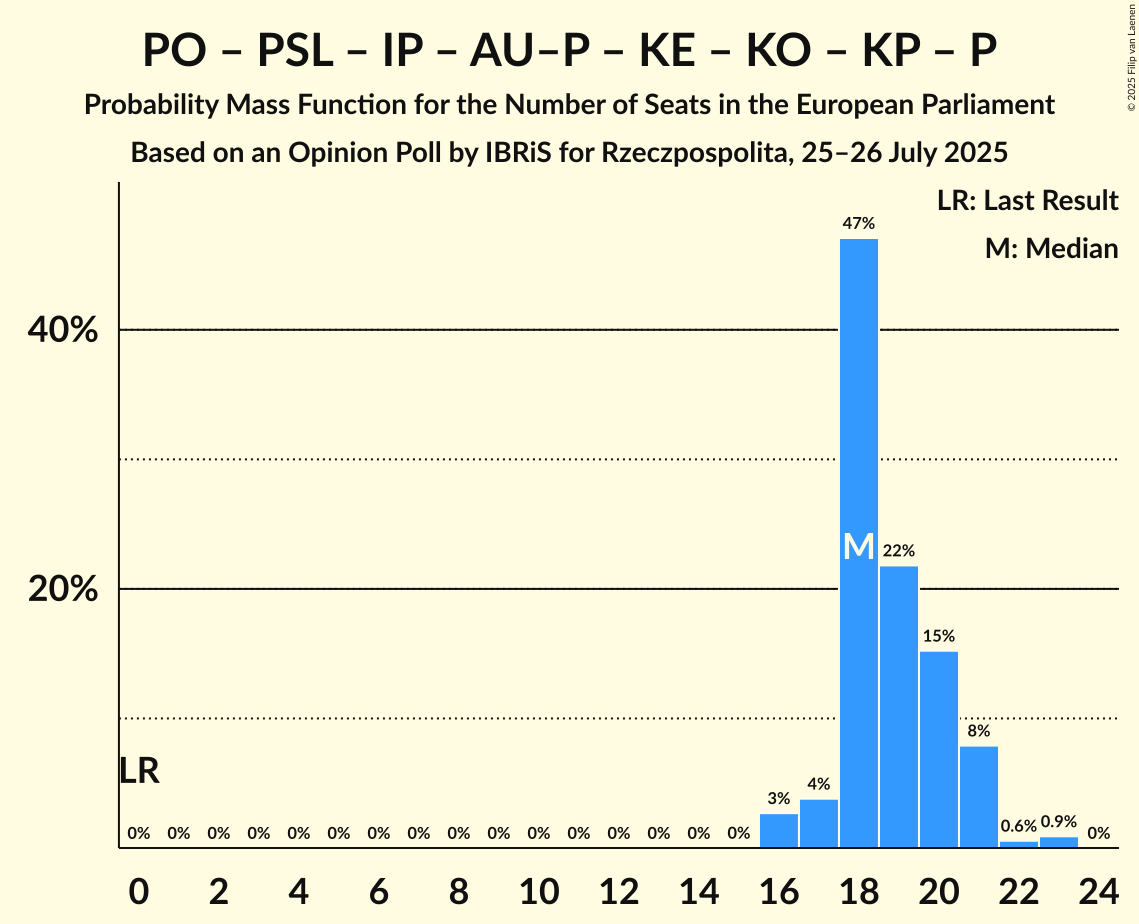 PO – PSL – IP – AU–P – KE – KO – KP – P
Probability Mass Function for the Number of Seats in the European Parliament
Based on an Opinion Poll by IBRiS for Rzeczpospolita, 25–26 July 2025
© 2025 Filip van Laenen
LR: Last Result
M: Median
47%
40%
M
22%
20%
15%
8%
LR
3%
4%
0.6%
0.9%
0% 0% 0% 0% 0% 0% 0% 0% 0% 0% 0% 0% 0% 0% 0% 0% 0%
0 2 4 6 8 10 12 14 16 18 20 22 24